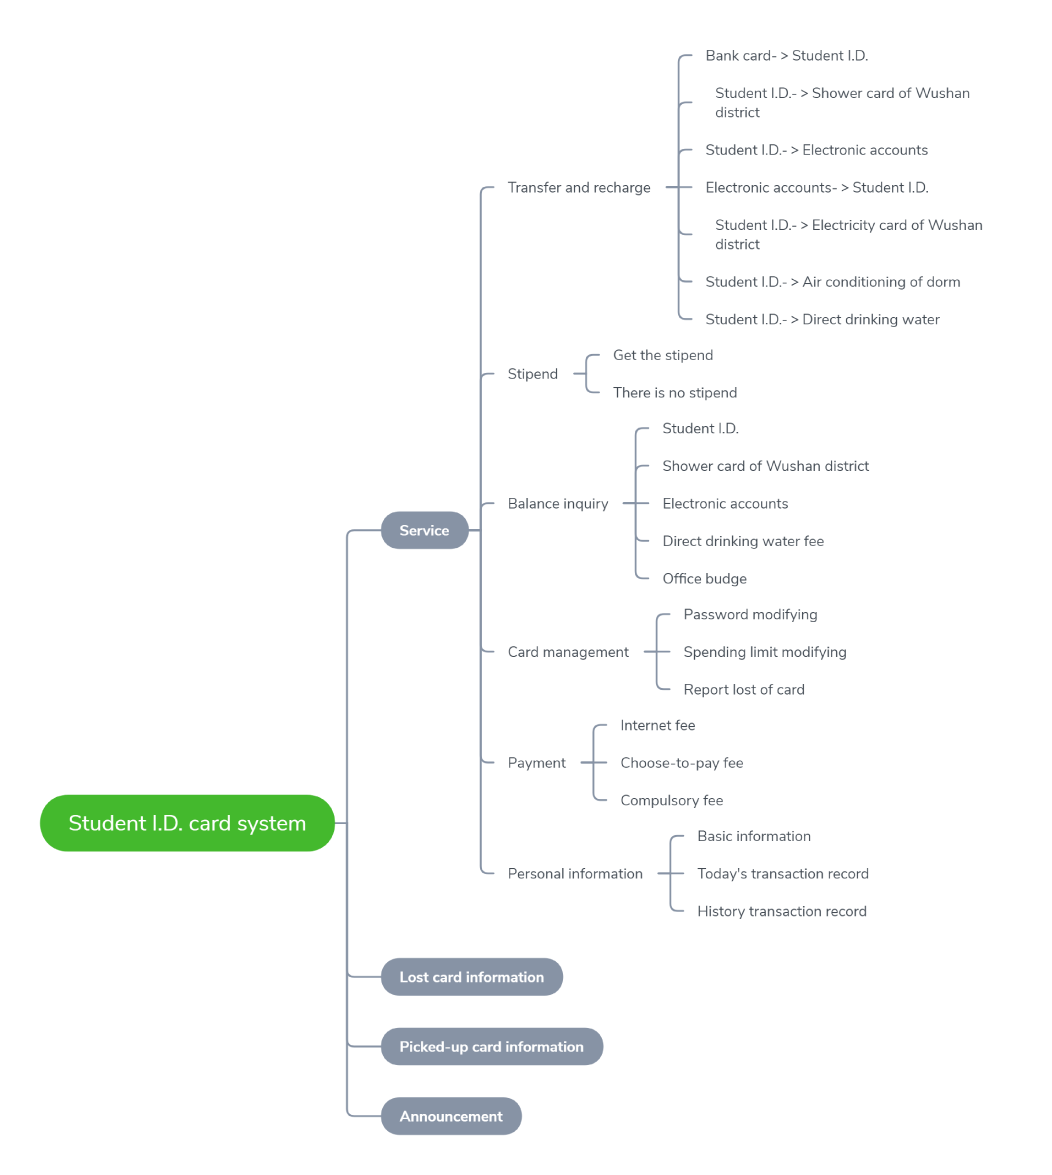 Bank card- > Student I.D.
Student I.D.- > Shower card of Wushan
district
Student I.D.- > Electronic accounts
Transfer and recharge
Electronic accounts- > Student I.D.
Student I.D.- > Electricity card of Wushan
district
Student I.D.- > Air conditioning of dorm
Student I.D.- > Direct drinking water
Get the stipend
Stipend
There is no stipend
Student I.D.
Shower card of Wushan district
Balance inquiry
Electronic accounts
Service
Direct drinking water fee
Office budge
Password modifying
Card management
Spending limit modifying
Report lost of card
Internet fee
Payment
Choose-to-pay fee
Compulsory fee
Student I.D. card system
Basic information
Personal information
Today's transaction record
History transaction record
Lost card information
Picked-up card information
Announcement